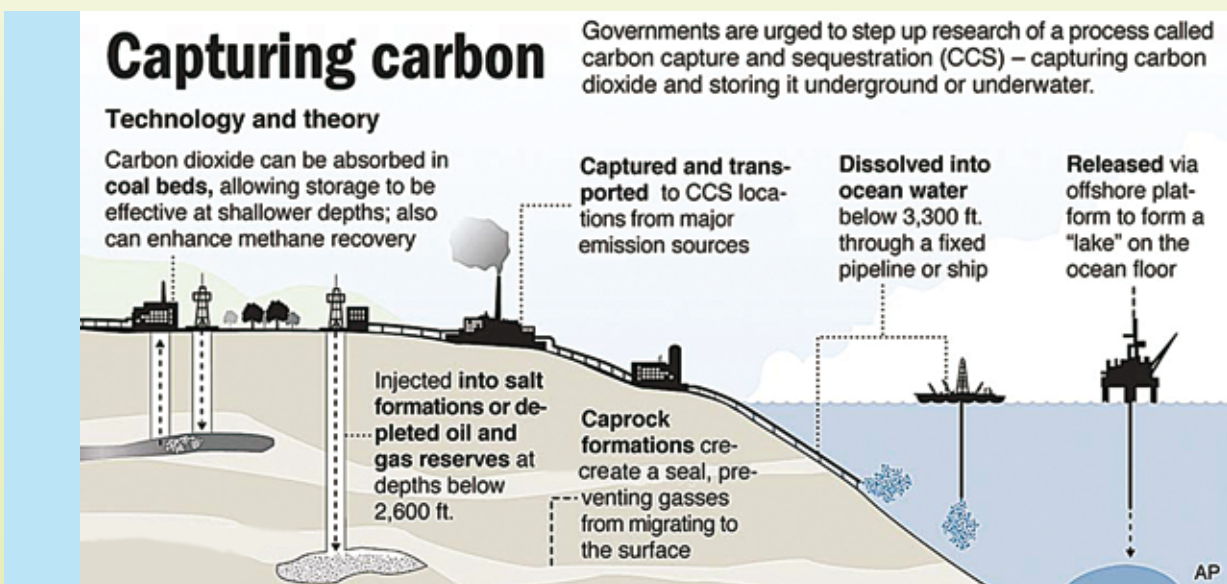 Capturing carbon
Governments are urged to step up research of a process called
carbon capture and sequestration (CCS) – capturing carbon
dioxide and storing it underground or underwater.
Technology and theory
Carbon dioxide can be absorbed in
coal beds, allowing storage to be
effective at shallower depths; also
can enhance methane recovery
Captured and trans-
ported to CCS loca-
tions from major
emission sources
Dissolved into
ocean water
below 3,300 ft.
through a fixed
pipeline or ship
Released via
offshore plat-
form to form a
“lake” on the
ocean floor
Injected into salt
formations or de-
pleted oil and
gas reserves at
depths below
2,600 ft.
Caprock
formations cre-
create a seal, pre-
venting gasses
from migrating to
the surface
AP